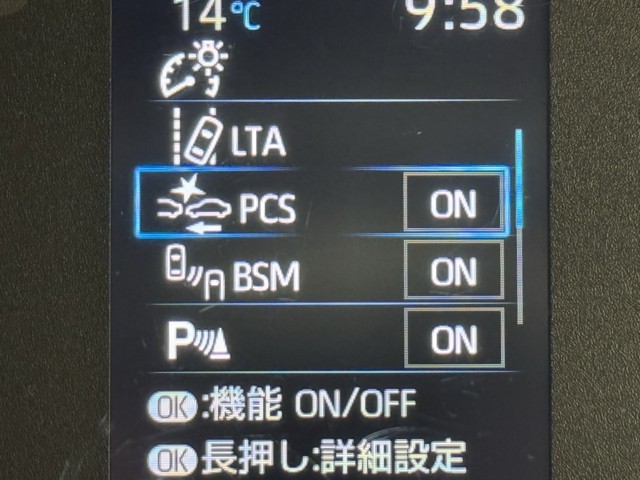 14°C 9:58
LTA
PCS ON
BSM ON
P ON
OK:機能 ON/OFF
OK長押し:詳細設定